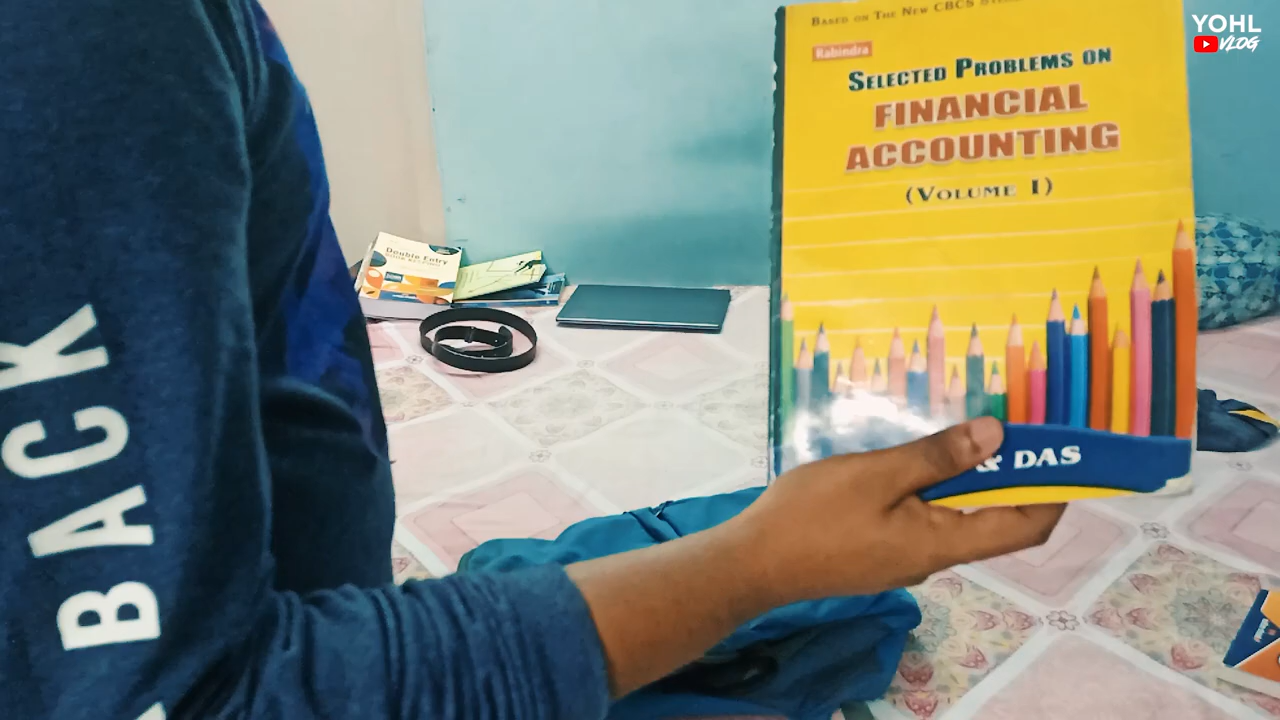 YOHL
VLOG
BASED ON THE NEW CBCS
Rabindra
SELECTED PROBLEMS ON
FINANCIAL
ACCOUNTING
(VOLUME I)
& DAS
Double Entry
BACK